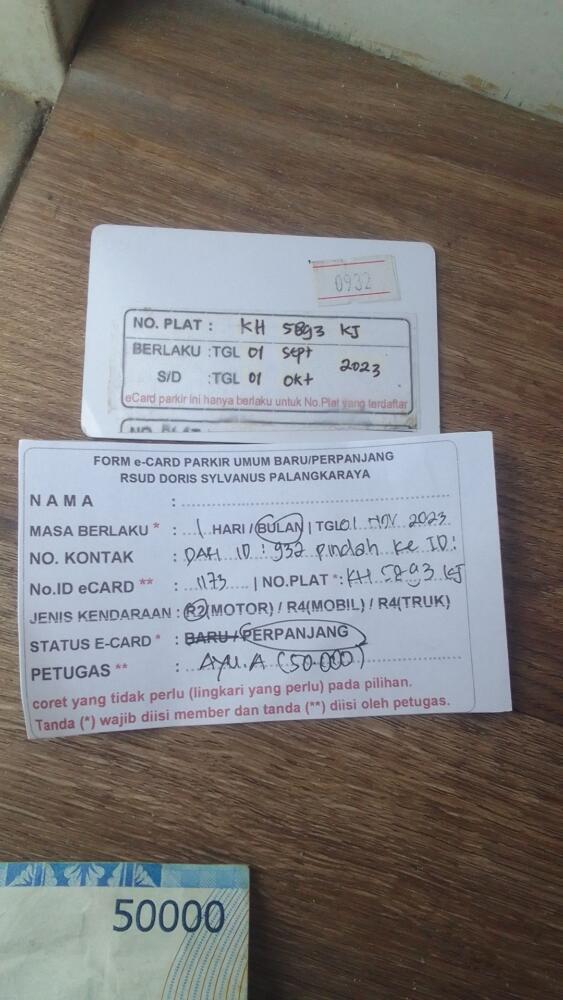 0932
NO. PLAT : KH 5893 KJ
BERLAKU : TGL 01 Sept 2023
S/D : TGL 01 Okt
eCard parkir ini hanya berlaku untuk No.Plat yang terdaftar
FORM e-CARD PARKIR UMUM BARU/PERPANJANG
RSUD DORIS SYLVANUS PALANGKARAYA
NAMA :
MASA BERLAKU * : 1 HARI / BULAN | TGL 01 NOV 2023
NO. KONTAK : DARI ID : 932 Pindah ke ID :
No.ID eCARD ** : 1173 | NO.PLAT * : KH 5893 KJ
JENIS KENDARAAN : R2(MOTOR) / R4(MOBIL) / R4(TRUK)
STATUS E-CARD * : BARU / PERPANJANG
PETUGAS ** : AYU.A (50.000)
coret yang tidak perlu (lingkari yang perlu) pada pilihan.
Tanda (*) wajib diisi member dan tanda (**) diisi oleh petugas.
50000